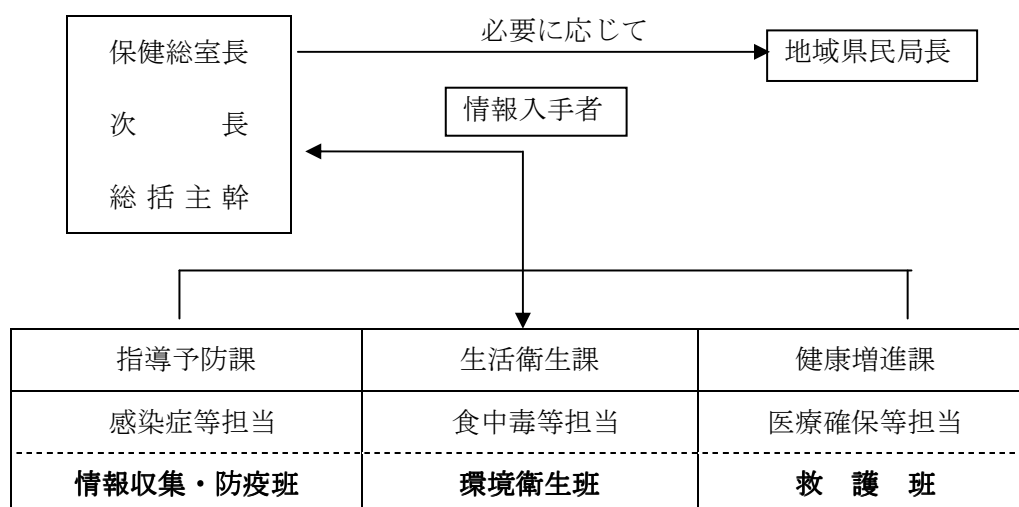 保健総室長
次長
総括主幹
必要に応じて
地域県民局長
情報入手者
指導予防課 生活衛生課 健康増進課
感染症等担当 食中毒等担当 医療確保等担当
情報収集・防疫班 環境衛生班 救護班